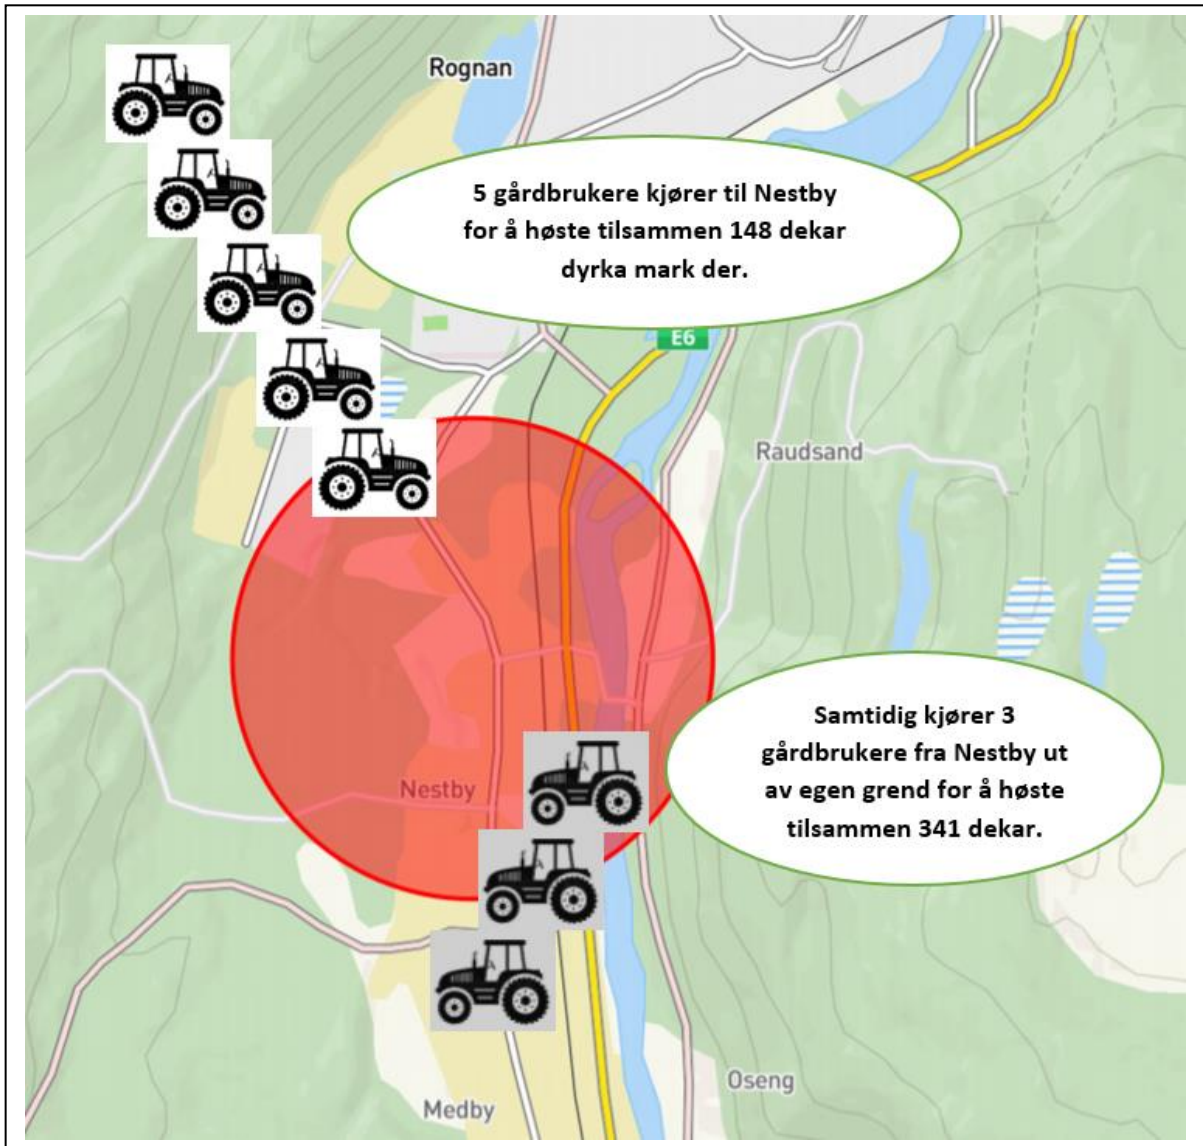 Rognan
5 gårdbrukere kjører til Nestby
for å høste tilsammen 148 dekar
dyrka mark der.
E6
Raudsand
Samtidig kjører 3
gårdbrukere fra Nestby ut
av egen grend for å høste
tilsammen 341 dekar.
Nestby
Oseng
Medby